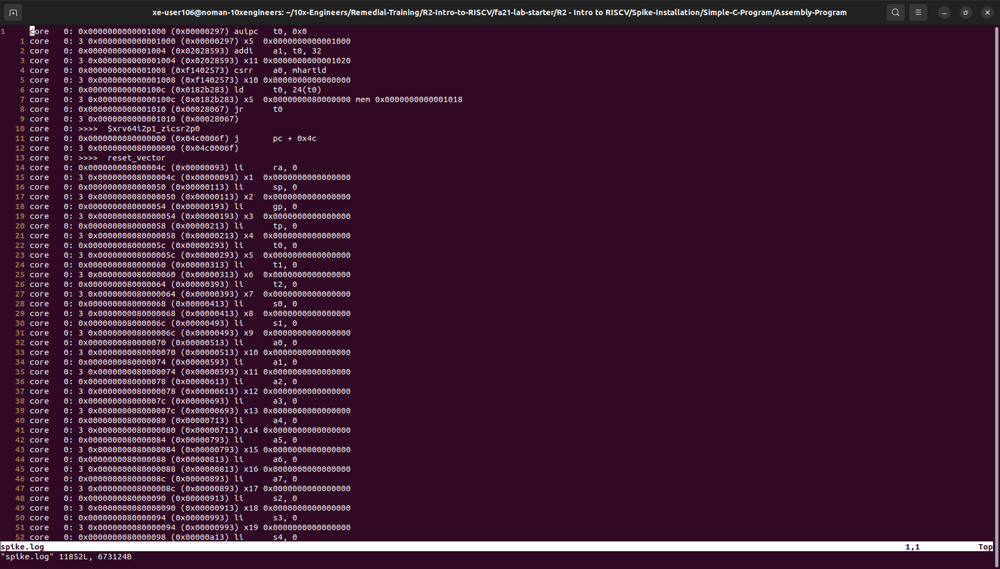 xe-user106@noman-10xengineers: ~/10x-Engineers/Remedial-Training/R2-Intro-to-RISCV/fa21-lab-starter/R2 - Intro to RISCV/Spike-Installation/Simple-C-Program/Assembly-Program
1     core   0: 0x0000000000001000 (0x00000297) auipc   t0, 0x0
    1 core   0: 3 0x0000000000001000 (0x00000297) x5  0x0000000000001000
    2 core   0: 0x0000000000001004 (0x02028593) addi    a1, t0, 32
    3 core   0: 3 0x0000000000001004 (0x02028593) x11 0x0000000000001020
    4 core   0: 0x0000000000001008 (0xf1402573) csrr    a0, mhartid
    5 core   0: 3 0x0000000000001008 (0xf1402573) x10 0x0000000000000000
    6 core   0: 0x000000000000100c (0x0182b283) ld      t0, 24(t0)
    7 core   0: 3 0x000000000000100c (0x0182b283) x5  0x0000000080000000 mem 0x0000000000001018
    8 core   0: 0x0000000000001010 (0x00028067) jr      t0
    9 core   0: 3 0x0000000000001010 (0x00028067)
   10 core   0: >>>>  $xrv64i2p1_zicsr2p0
   11 core   0: 0x0000000080000000 (0x04c0006f) j       pc + 0x4c
   12 core   0: 3 0x0000000080000000 (0x04c0006f)
   13 core   0: >>>>  reset_vector
   14 core   0: 0x000000008000004c (0x00000093) li      ra, 0
   15 core   0: 3 0x000000008000004c (0x00000093) x1  0x0000000000000000
   16 core   0: 0x0000000080000050 (0x00000113) li      sp, 0
   17 core   0: 3 0x0000000080000050 (0x00000113) x2  0x0000000000000000
   18 core   0: 0x0000000080000054 (0x00000193) li      gp, 0
   19 core   0: 3 0x0000000080000054 (0x00000193) x3  0x0000000000000000
   20 core   0: 0x0000000080000058 (0x00000213) li      tp, 0
   21 core   0: 3 0x0000000080000058 (0x00000213) x4  0x0000000000000000
   22 core   0: 0x000000008000005c (0x00000293) li      t0, 0
   23 core   0: 3 0x000000008000005c (0x00000293) x5  0x0000000000000000
   24 core   0: 0x0000000080000060 (0x00000313) li      t1, 0
   25 core   0: 3 0x0000000080000060 (0x00000313) x6  0x0000000000000000
   26 core   0: 0x0000000080000064 (0x00000393) li      t2, 0
   27 core   0: 3 0x0000000080000064 (0x00000393) x7  0x0000000000000000
   28 core   0: 0x0000000080000068 (0x00000413) li      s0, 0
   29 core   0: 3 0x0000000080000068 (0x00000413) x8  0x0000000000000000
   30 core   0: 0x000000008000006c (0x00000493) li      s1, 0
   31 core   0: 3 0x000000008000006c (0x00000493) x9  0x0000000000000000
   32 core   0: 0x0000000080000070 (0x00000513) li      a0, 0
   33 core   0: 3 0x0000000080000070 (0x00000513) x10 0x0000000000000000
   34 core   0: 0x0000000080000074 (0x00000593) li      a1, 0
   35 core   0: 3 0x0000000080000074 (0x00000593) x11 0x0000000000000000
   36 core   0: 0x0000000080000078 (0x00000613) li      a2, 0
   37 core   0: 3 0x0000000080000078 (0x00000613) x12 0x0000000000000000
   38 core   0: 0x000000008000007c (0x00000693) li      a3, 0
   39 core   0: 3 0x000000008000007c (0x00000693) x13 0x0000000000000000
   40 core   0: 0x0000000080000080 (0x00000713) li      a4, 0
   41 core   0: 3 0x0000000080000080 (0x00000713) x14 0x0000000000000000
   42 core   0: 0x0000000080000084 (0x00000793) li      a5, 0
   43 core   0: 3 0x0000000080000084 (0x00000793) x15 0x0000000000000000
   44 core   0: 0x0000000080000088 (0x00000813) li      a6, 0
   45 core   0: 3 0x0000000080000088 (0x00000813) x16 0x0000000000000000
   46 core   0: 0x000000008000008c (0x00000893) li      a7, 0
   47 core   0: 3 0x000000008000008c (0x00000893) x17 0x0000000000000000
   48 core   0: 0x0000000080000090 (0x00000913) li      s2, 0
   49 core   0: 3 0x0000000080000090 (0x00000913) x18 0x0000000000000000
   50 core   0: 0x0000000080000094 (0x00000993) li      s3, 0
   51 core   0: 3 0x0000000080000094 (0x00000993) x19 0x0000000000000000
   52 core   0: 0x0000000080000098 (0x00000a13) li      s4, 0
spike.log 1,1 Top
"spike.log" 11852L, 673124B